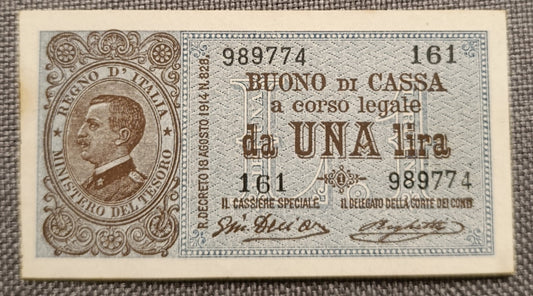 989774 161
REGNO D'ITALIA
MINISTERO DEL TESORO
R. DECRETO 18 AGOSTO 1914 N. 828.
BUONO DI CASSA
a corso legale
da UNA lira
161 989774
IL CASSIERE SPECIALE IL DELEGATO DELLA CORTE DEI CONTI